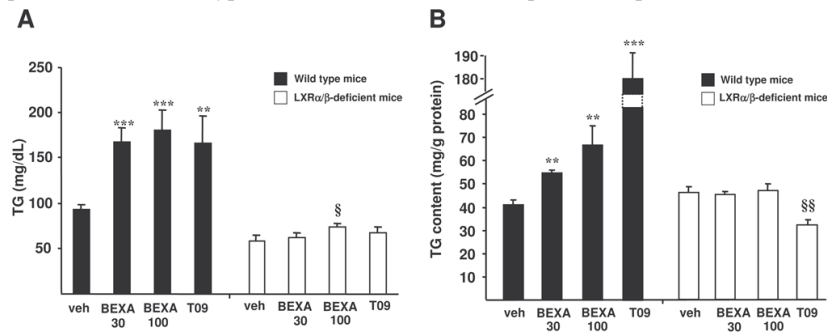 A
TG (mg/dL)
250
200
150
100
50
***
***
**
§
Wild type mice
LXRα/β-deficient mice
veh
BEXA
30
BEXA
100
T09
veh
BEXA
30
BEXA
100
T09
B
TG content (mg/g protein)
190
180
80
70
60
50
40
30
20
10
**
**
***
§§
Wild type mice
LXRα/β-deficient mice
veh
BEXA
30
BEXA
100
T09
veh
BEXA
30
BEXA
100
T09